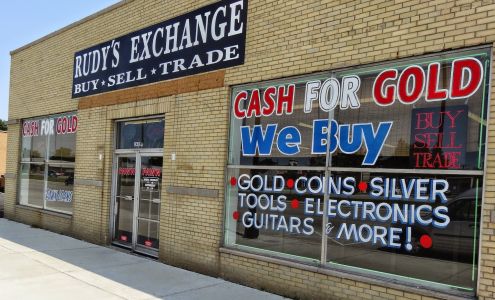 RUDY'S EXCHANGE
BUY ★ SELL ★ TRADE
CASH FOR GOLD
CASH FOR GOLD
We Buy
BUY
SELL
TRADE
• GOLD • COINS • SILVER
TOOLS • ELECTRONICS
• GUITARS & MORE! •